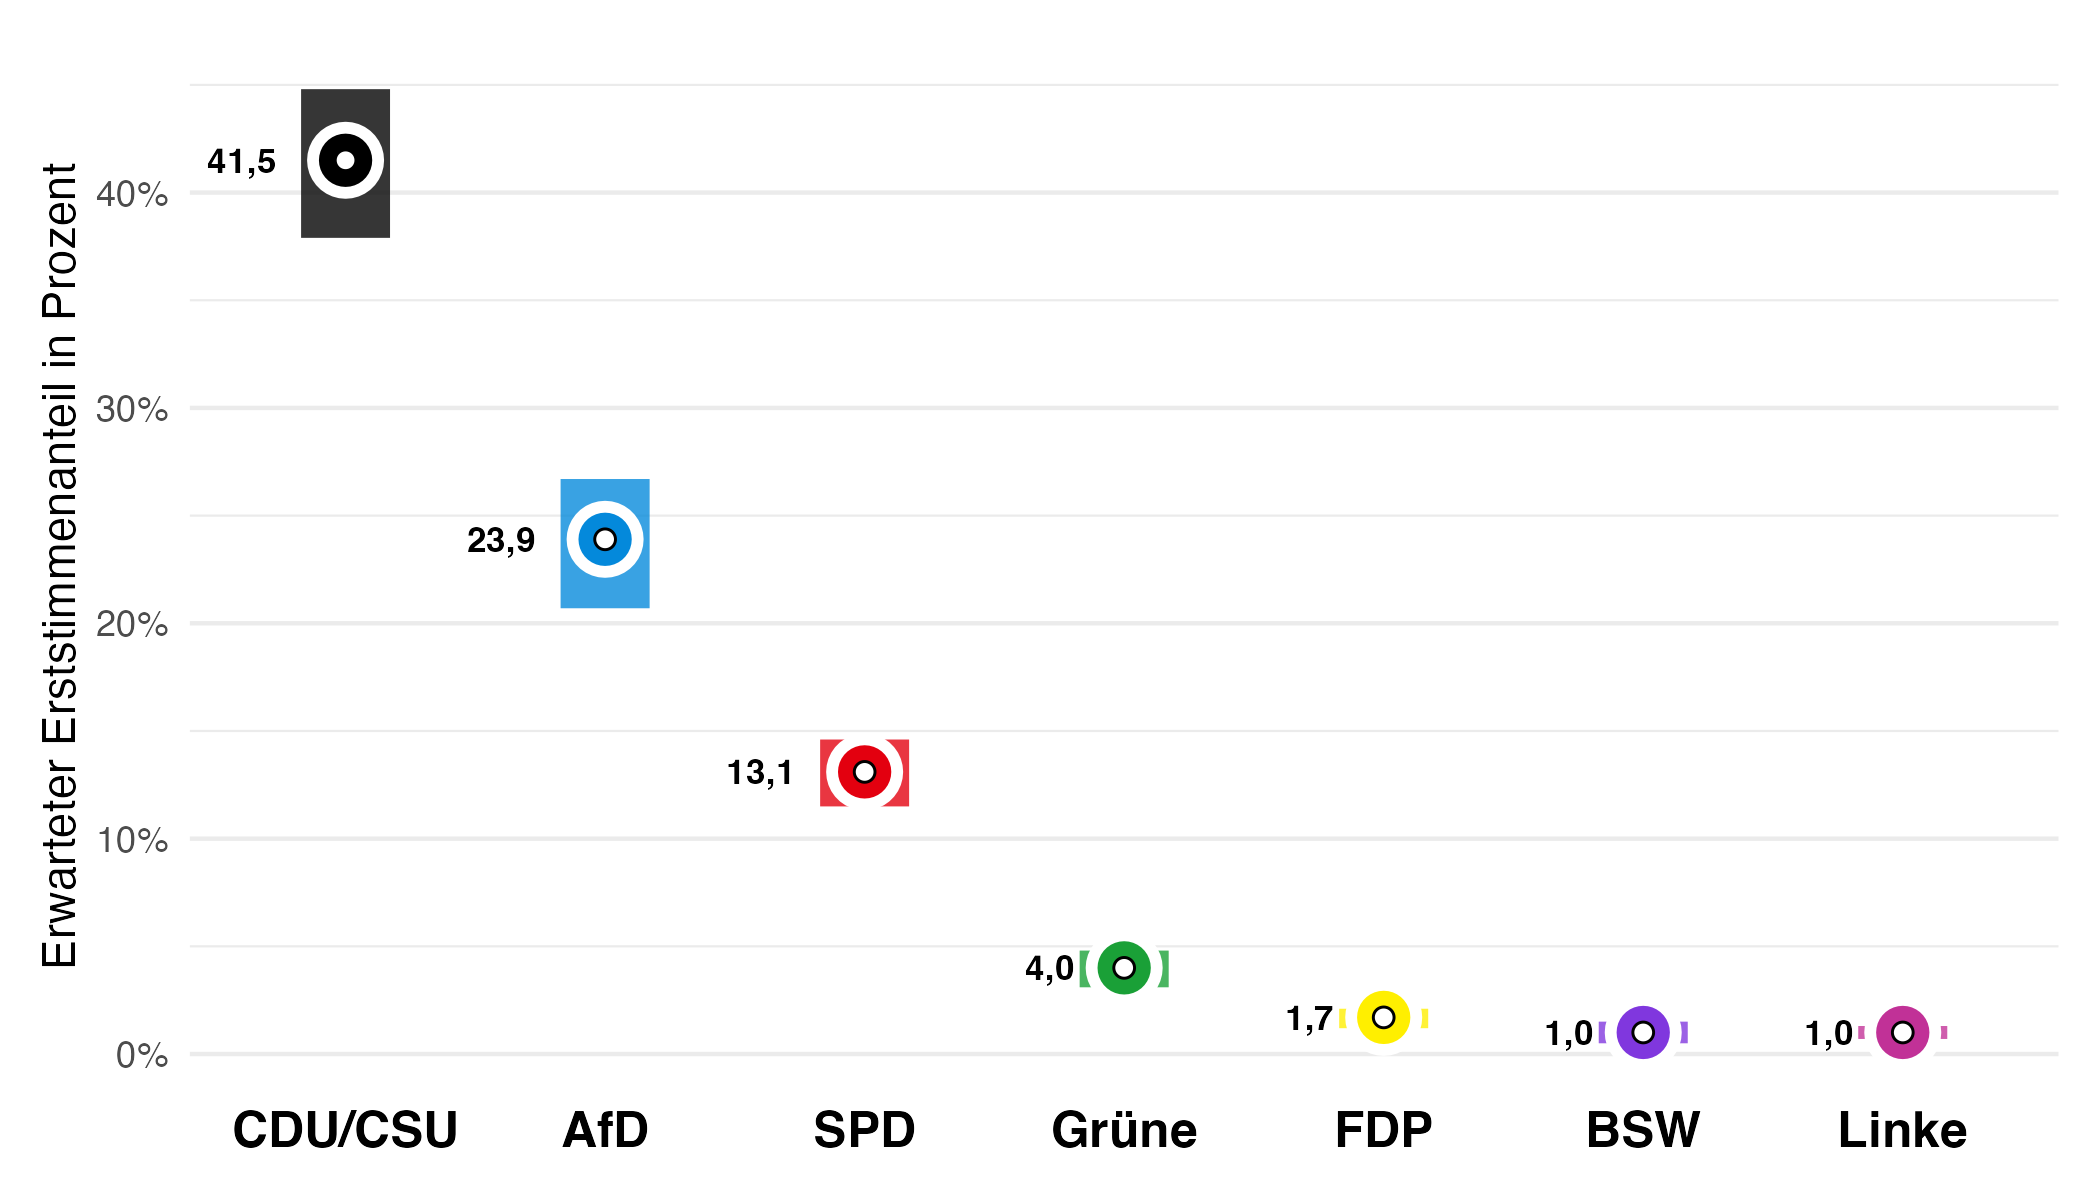 Erwarteter Erststimmenanteil in Prozent
40%
30%
20%
10%
0%
41,5
23,9
13,1
4,0
1,7
1,0
1,0
CDU/CSU
AfD
SPD
Grüne
FDP
BSW
Linke